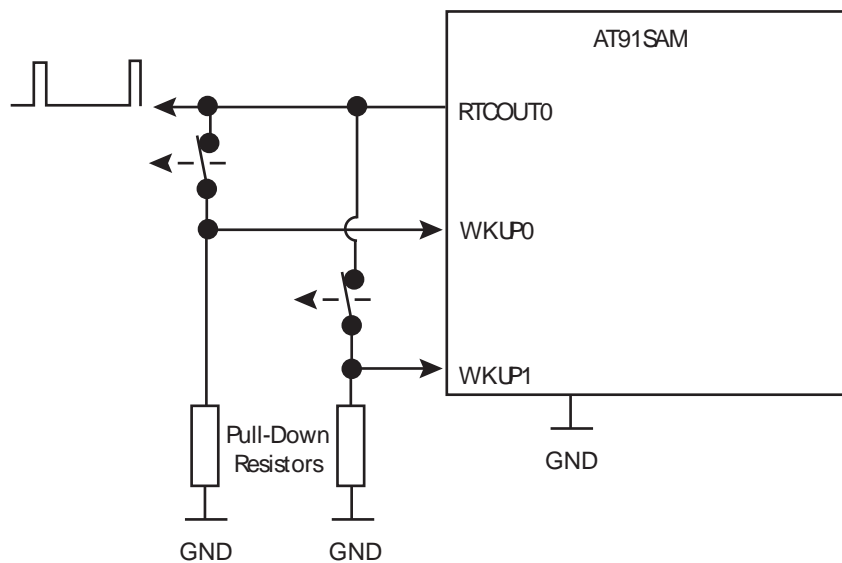 AT91SAM
RTCOUT0
WKUP0
WKUP1
Pull-Down
Resistors
GND
GND
GND